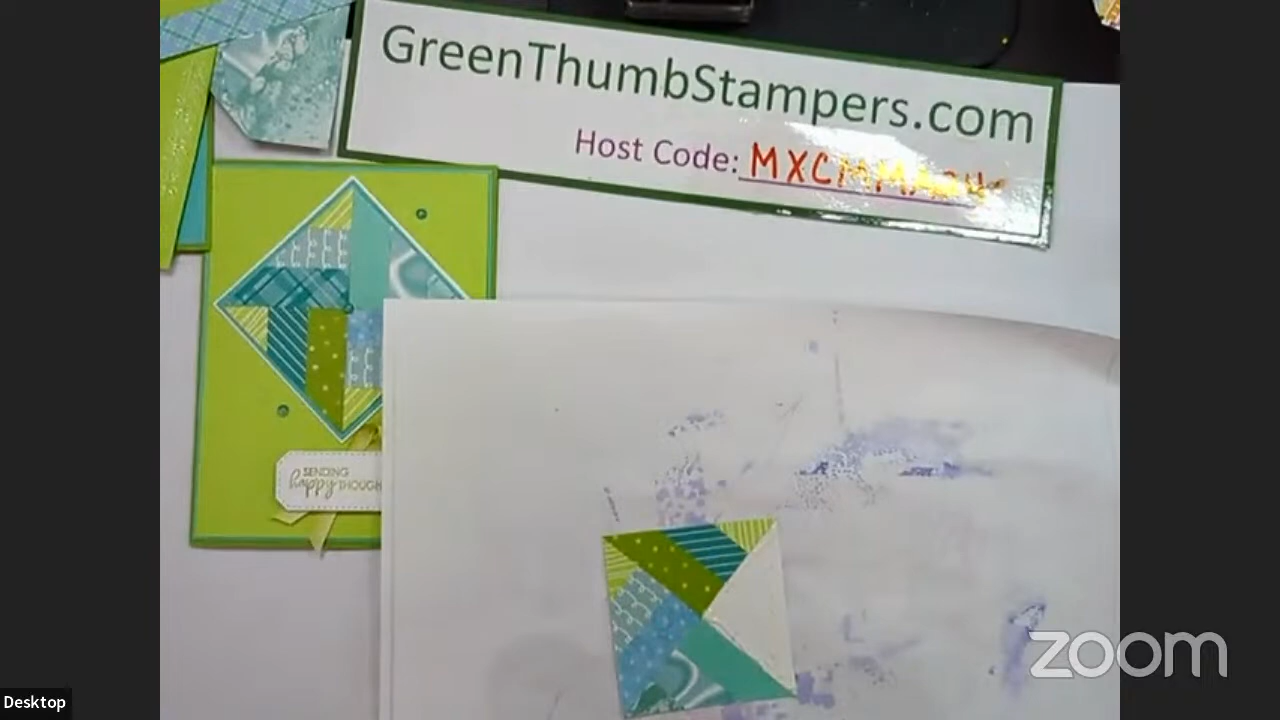 GreenThumbStampers.com
Host Code:
SENDING
happy
zoom
Desktop